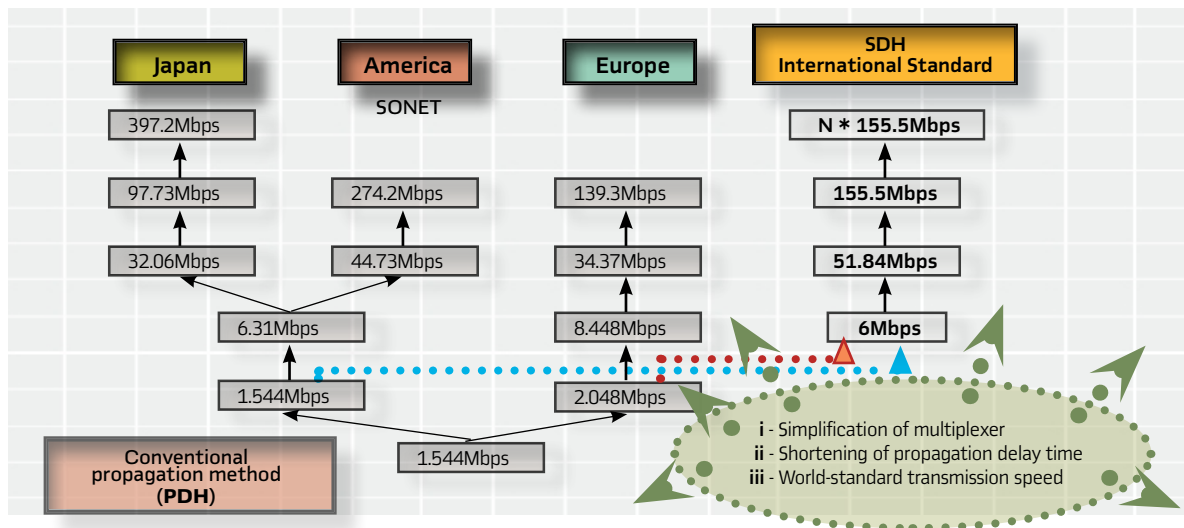 Japan
America
Europe
SDH
International Standard
SONET
397.2Mbps
N * 155.5Mbps
97.73Mbps
274.2Mbps
139.3Mbps
155.5Mbps
32.06Mbps
44.73Mbps
34.37Mbps
51.84Mbps
6.31Mbps
8.448Mbps
6Mbps
1.544Mbps
2.048Mbps
1.544Mbps
Conventional
propagation method
(PDH)
i - Simplification of multiplexer
ii - Shortening of propagation delay time
iii - World-standard transmission speed